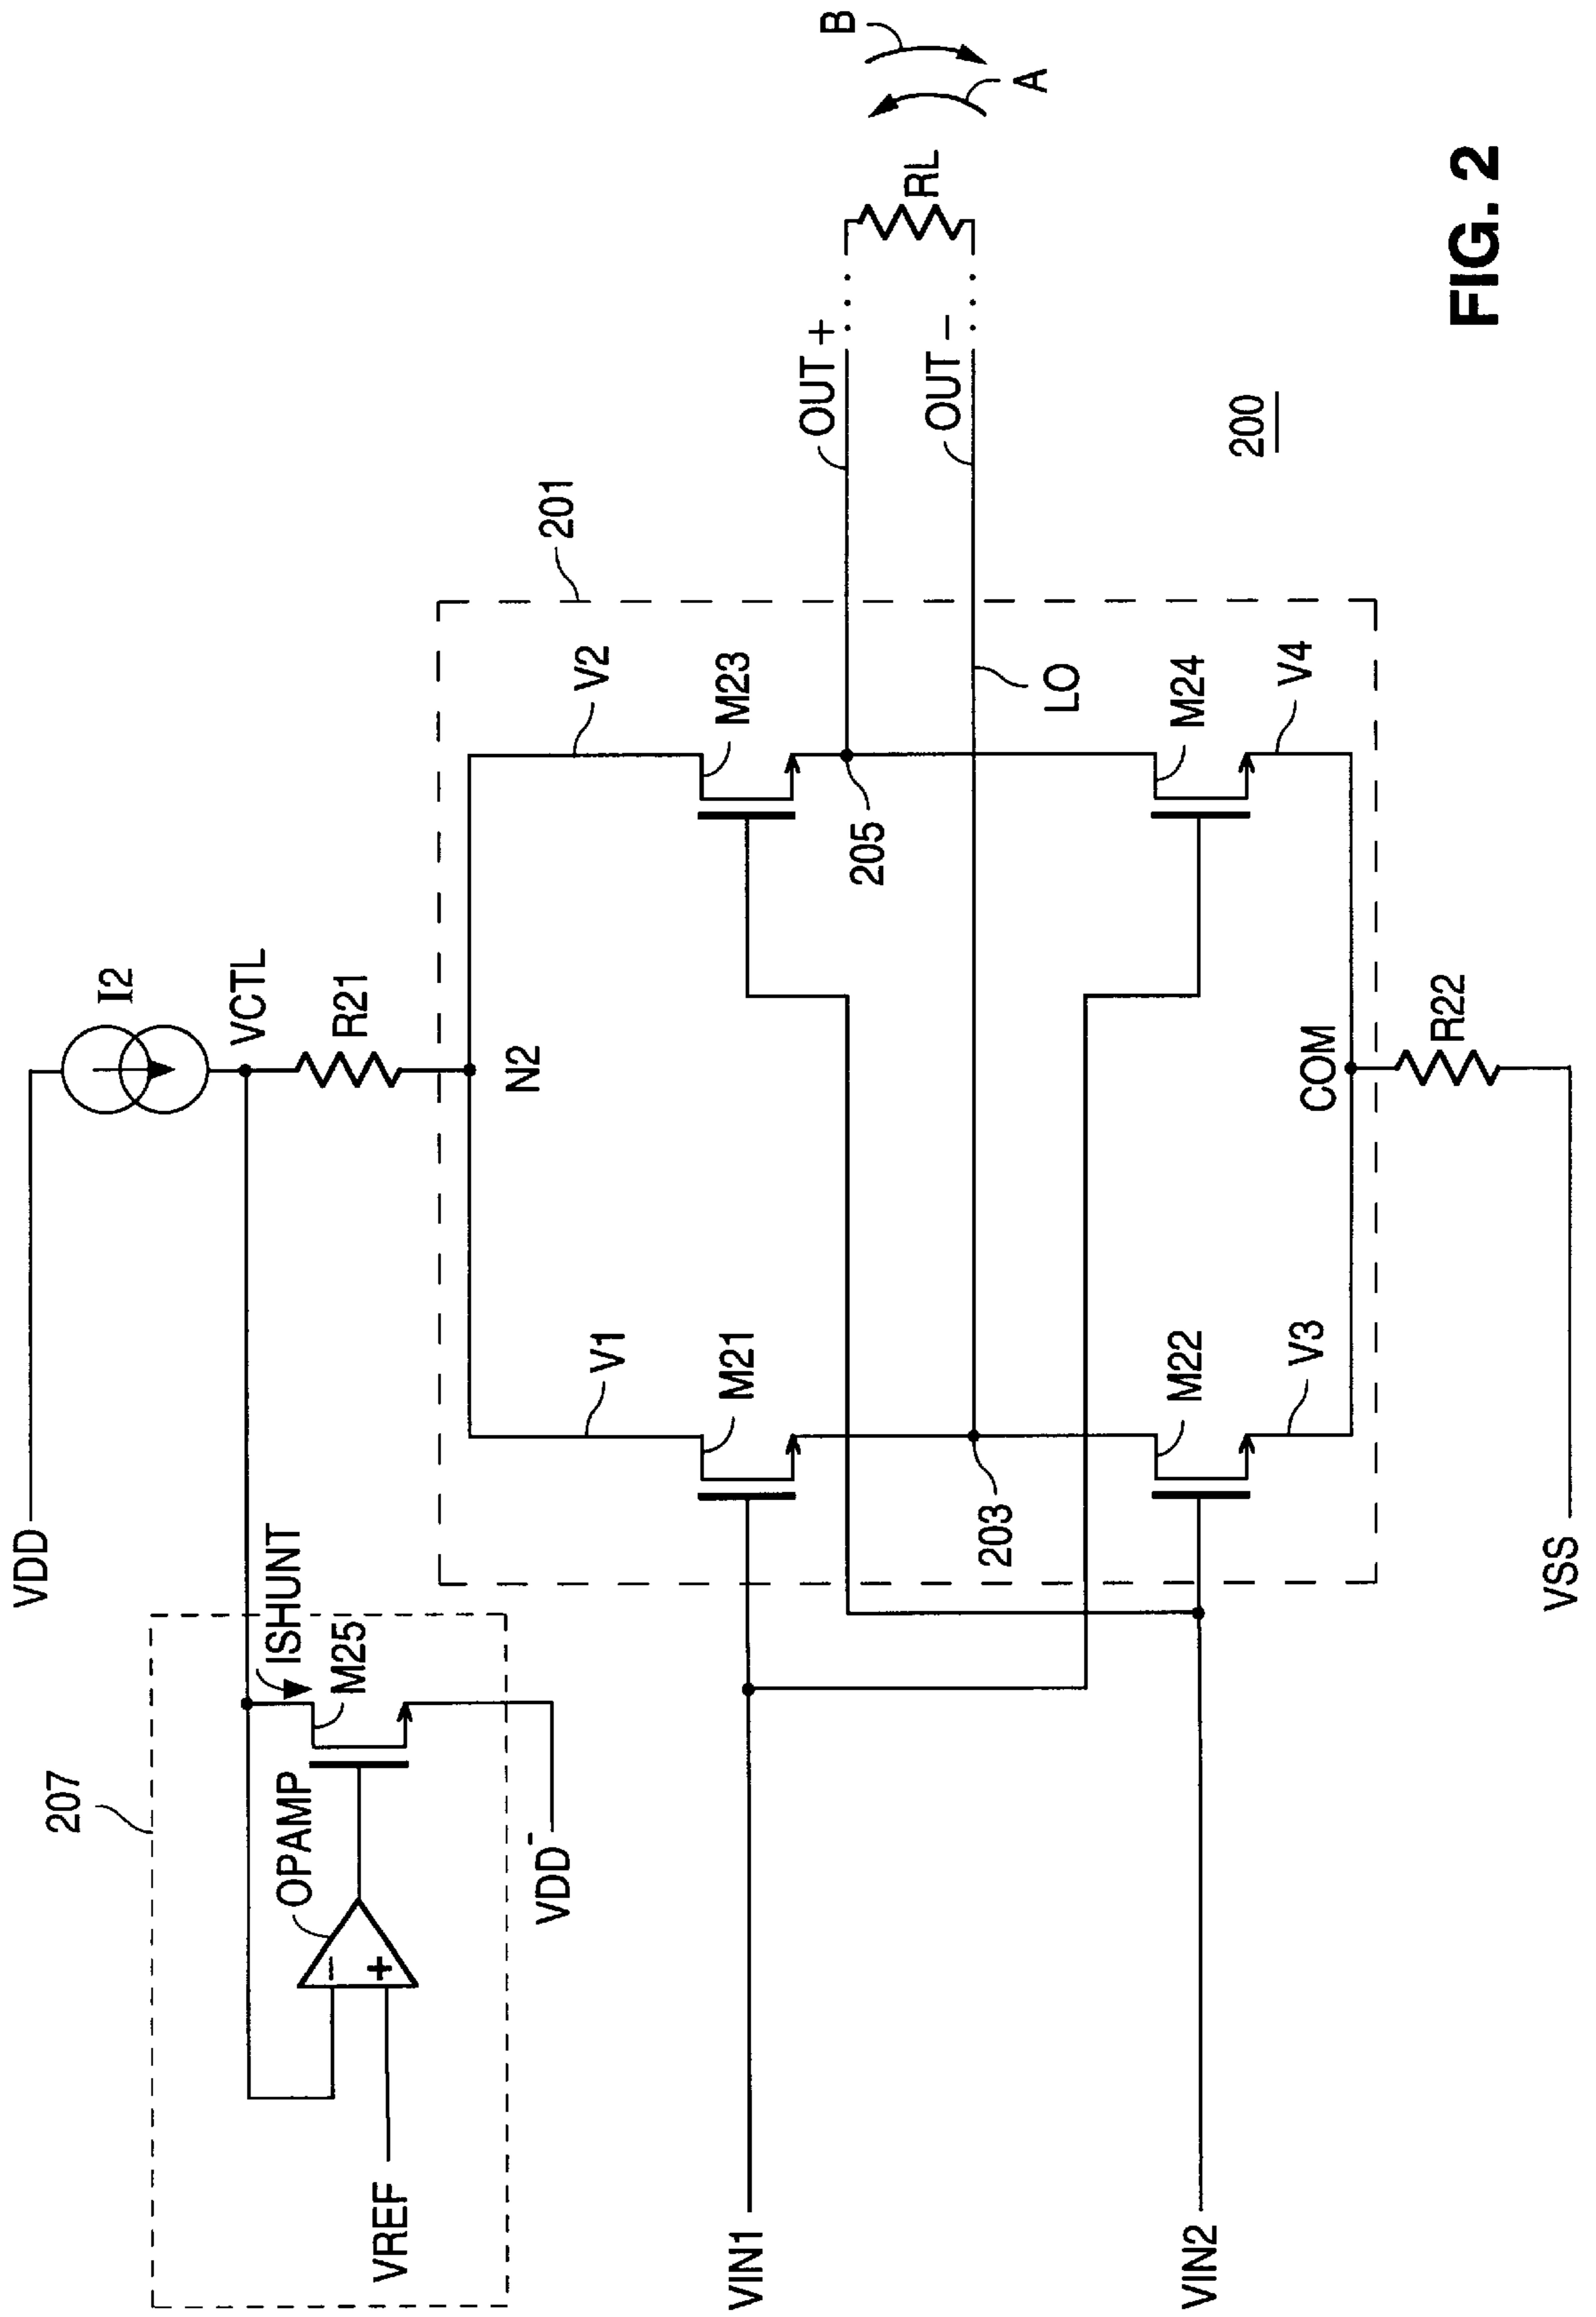 VDD
I2
VCTL
R21
207
ISHUNT
M25
OPAMP
−
+
VREF
VDD-
201
N2
V1
V2
M21
M23
OUT+
205
OUT−
203
LO
RL
A
B
M22
M24
V3
V4
COM
R22
VIN1
VIN2
VSS
200
FIG. 2